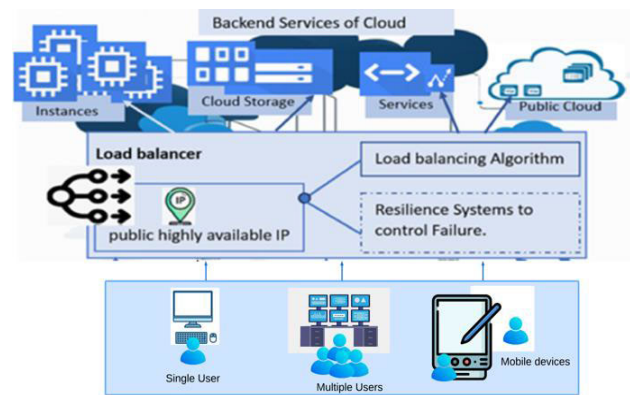 Backend Services of Cloud
Instances
Cloud Storage
Services
Public Cloud
Load balancer
IP
public highly available IP
Load balancing Algorithm
Resilience Systems to
control Failure.
Single User
Multiple Users
Mobile devices